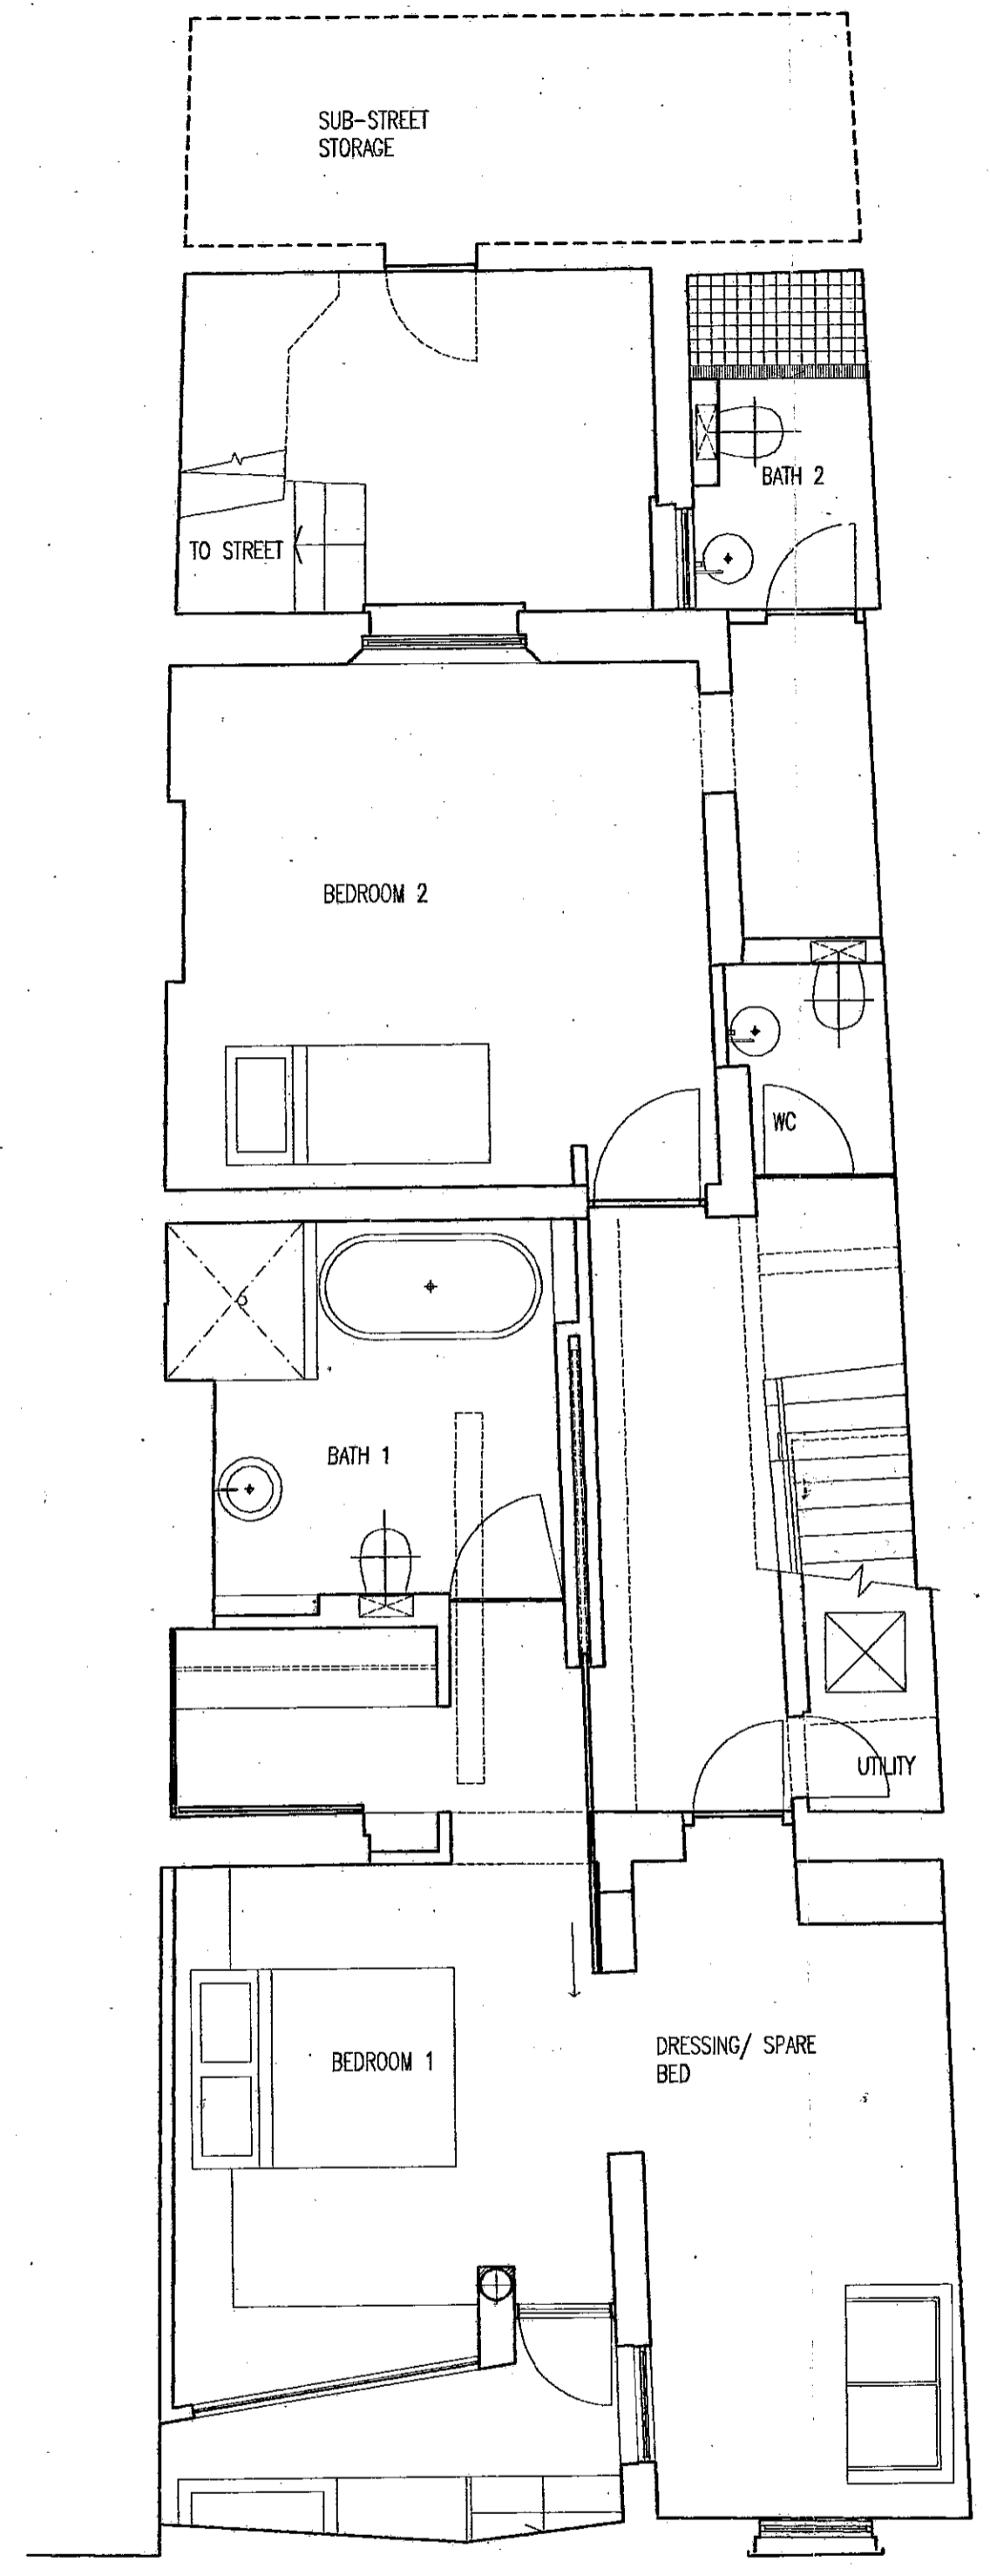 SUB-STREET
STORAGE
BATH 2
TO STREET
BEDROOM 2
WC
BATH 1
UTILITY
BEDROOM 1
DRESSING/ SPARE
BED